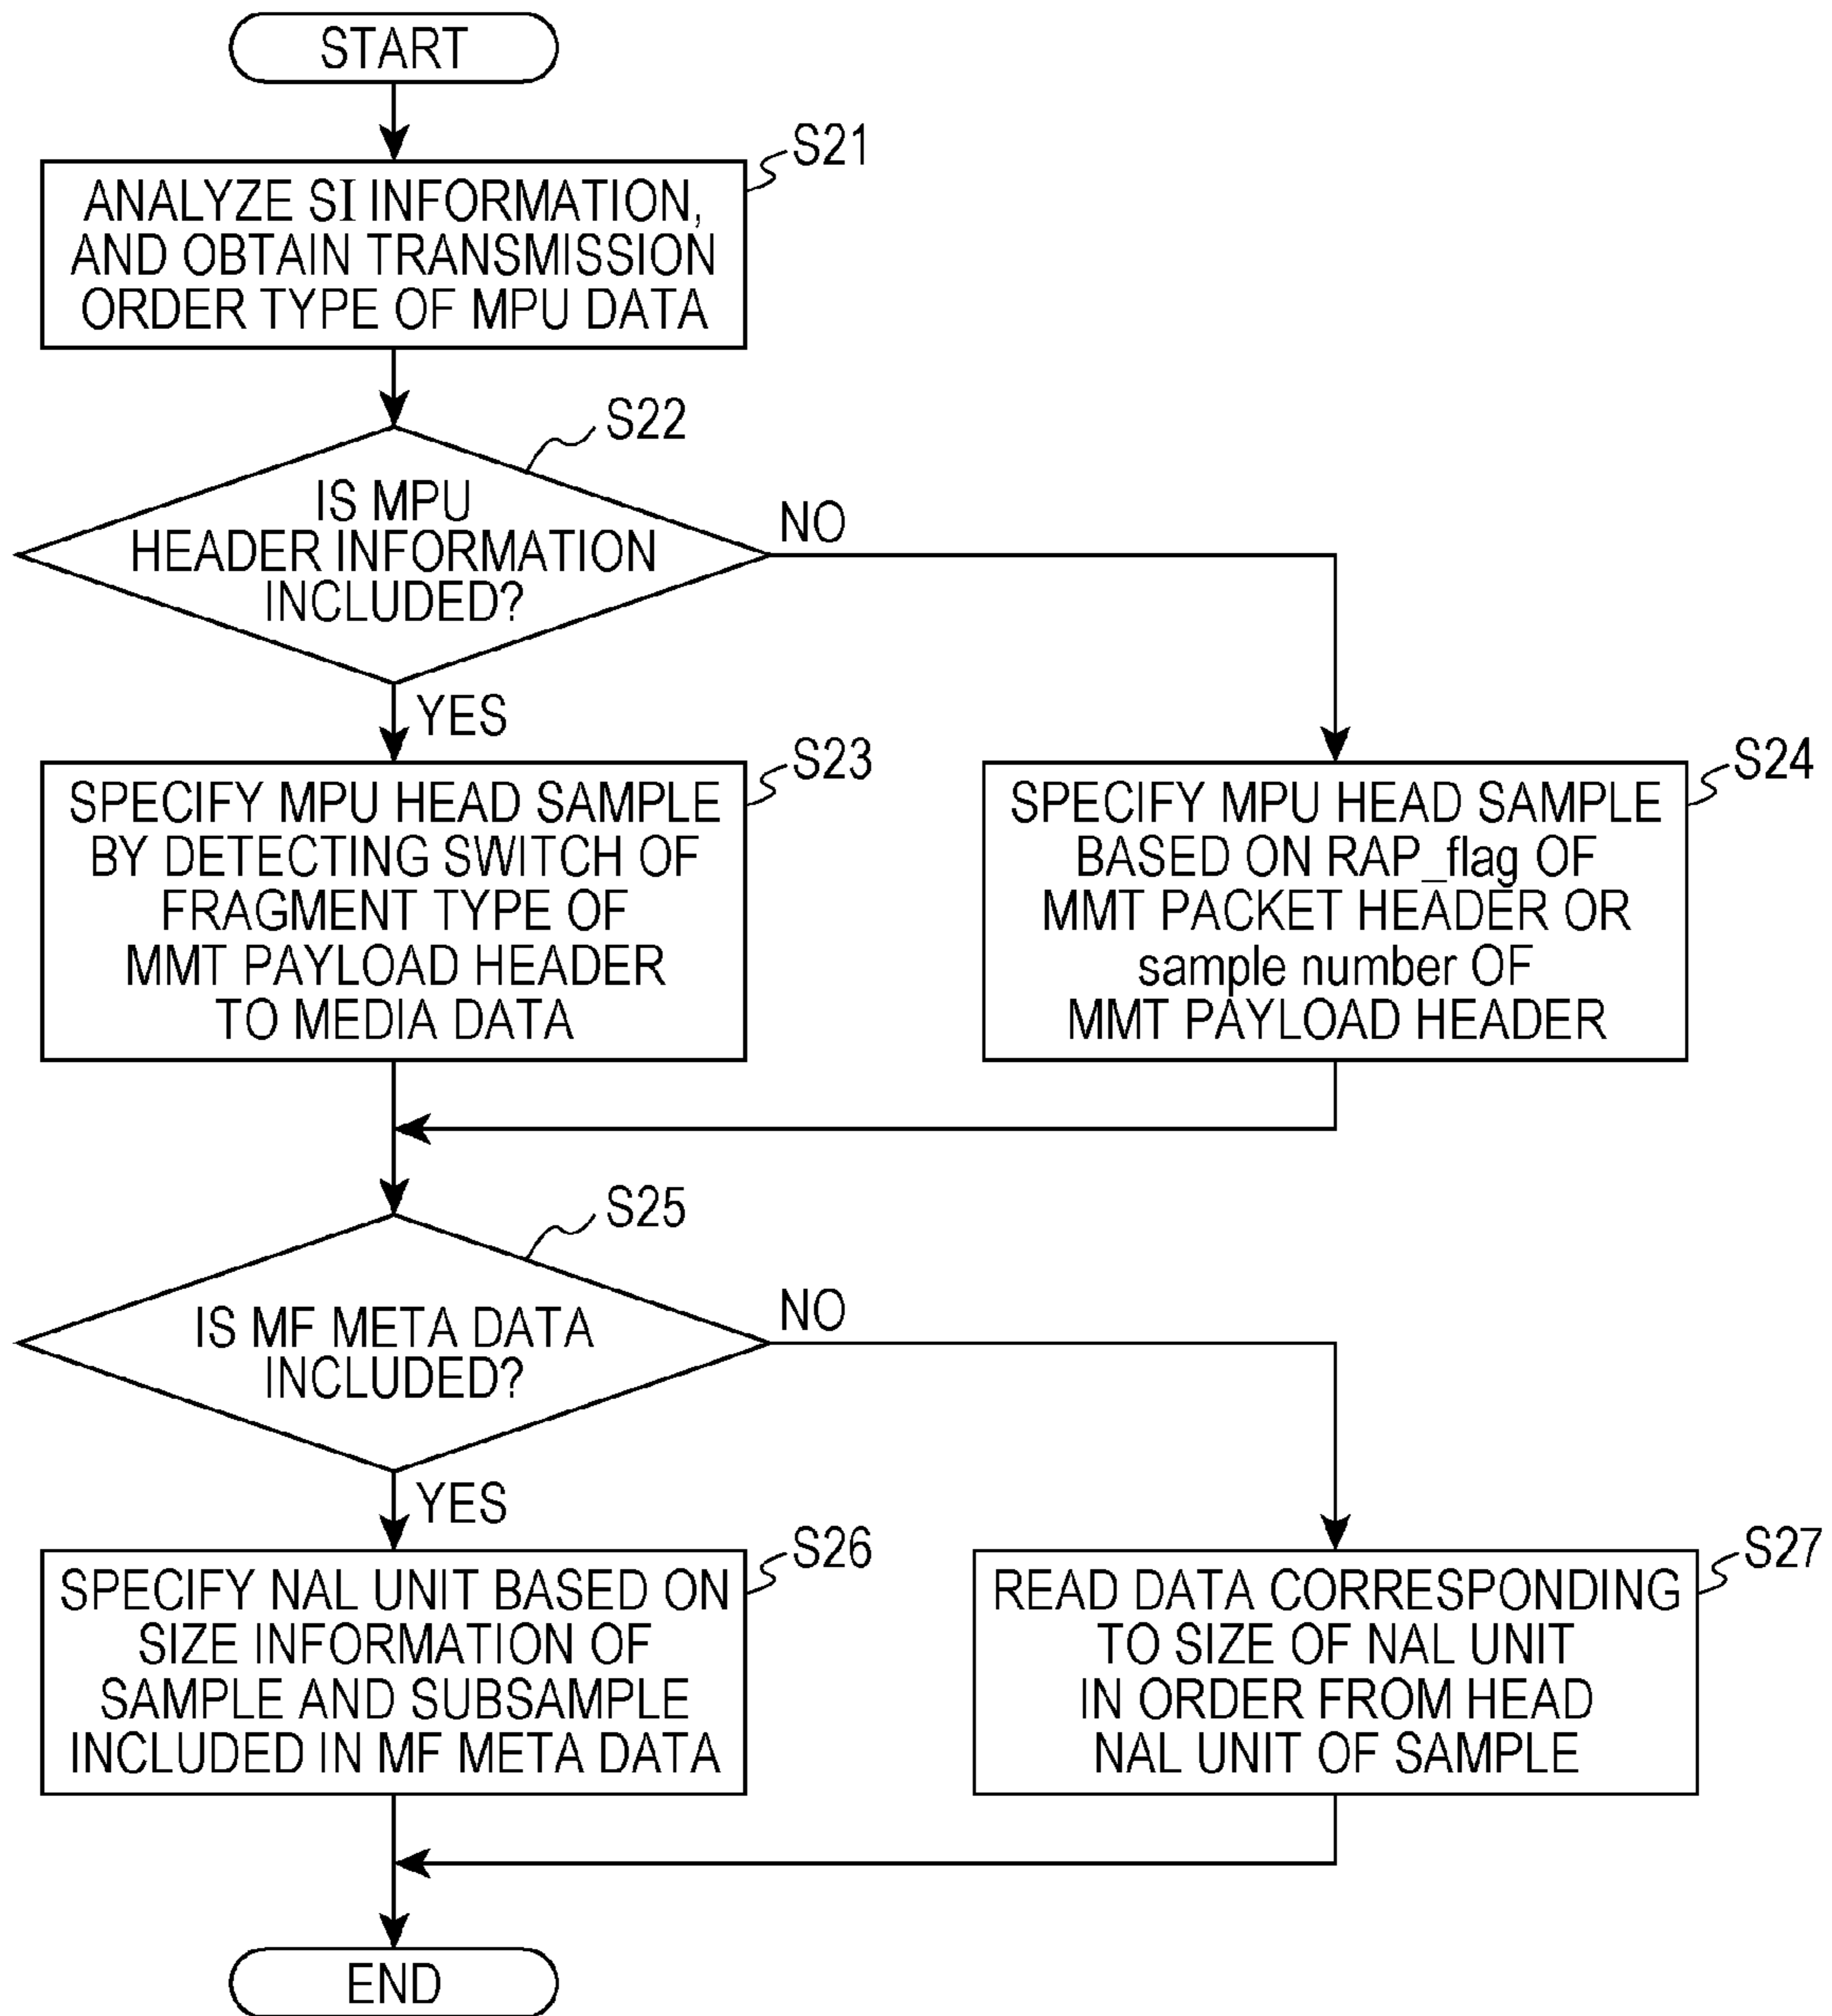 START
S21
ANALYZE SI INFORMATION,
AND OBTAIN TRANSMISSION
ORDER TYPE OF MPU DATA
S22
IS MPU
HEADER INFORMATION
INCLUDED?
NO
YES
S23
SPECIFY MPU HEAD SAMPLE
BY DETECTING SWITCH OF
FRAGMENT TYPE OF
MMT PAYLOAD HEADER
TO MEDIA DATA
S24
SPECIFY MPU HEAD SAMPLE
BASED ON RAP_flag OF
MMT PACKET HEADER OR
sample number OF
MMT PAYLOAD HEADER
S25
IS MF META DATA
INCLUDED?
NO
YES
S26
SPECIFY NAL UNIT BASED ON
SIZE INFORMATION OF
SAMPLE AND SUBSAMPLE
INCLUDED IN MF META DATA
S27
READ DATA CORRESPONDING
TO SIZE OF NAL UNIT
IN ORDER FROM HEAD
NAL UNIT OF SAMPLE
END